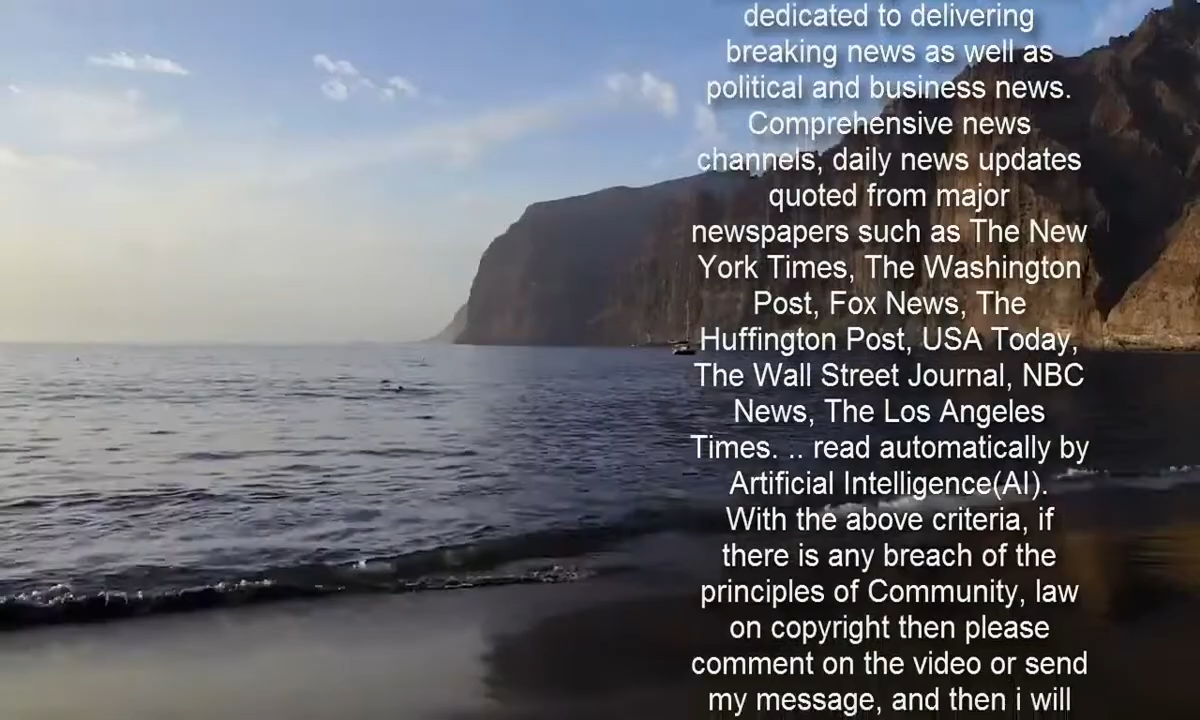 dedicated to delivering
breaking news as well as
political and business news.
Comprehensive news
channels, daily news updates
quoted from major
newspapers such as The New
York Times, The Washington
Post, Fox News, The
Huffington Post, USA Today,
The Wall Street Journal, NBC
News, The Los Angeles
Times. .. read automatically by
Artificial Intelligence(AI).
With the above criteria, if
there is any breach of the
principles of Community, law
on copyright then please
comment on the video or send
my message, and then i will